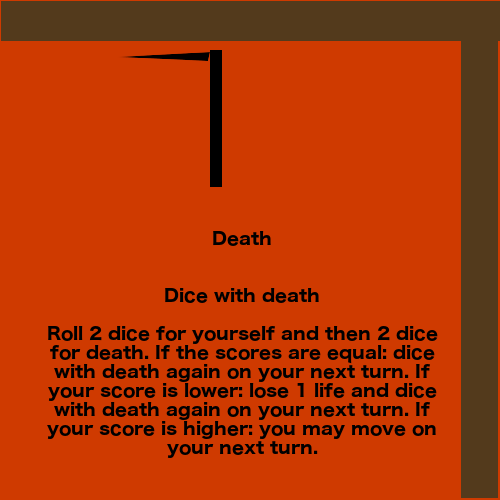 Death
Dice with death
Roll 2 dice for yourself and then 2 dice
for death. If the scores are equal: dice
with death again on your next turn. If
your score is lower: lose 1 life and dice
with death again on your next turn. If
your score is higher: you may move on
your next turn.